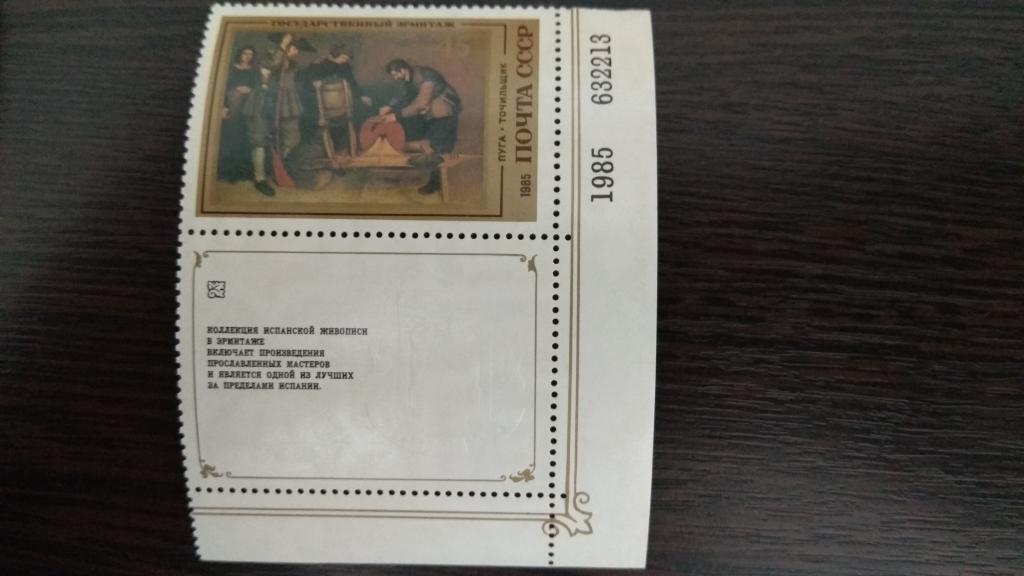 ГОСУДАРСТВЕННЫЙ ЭРМИТАЖ
45
ПУГА • ТОЧИЛЬЩИК
1985 ПОЧТА СССР
1985 632213
КОЛЛЕКЦИЯ ИСПАНСКОЙ ЖИВОПИСИ
В ЭРМИТАЖЕ
ВКЛЮЧАЕТ ПРОИЗВЕДЕНИЯ
ПРОСЛАВЛЕННЫХ МАСТЕРОВ
И ЯВЛЯЕТСЯ ОДНОЙ ИЗ ЛУЧШИХ
ЗА ПРЕДЕЛАМИ ИСПАНИИ.